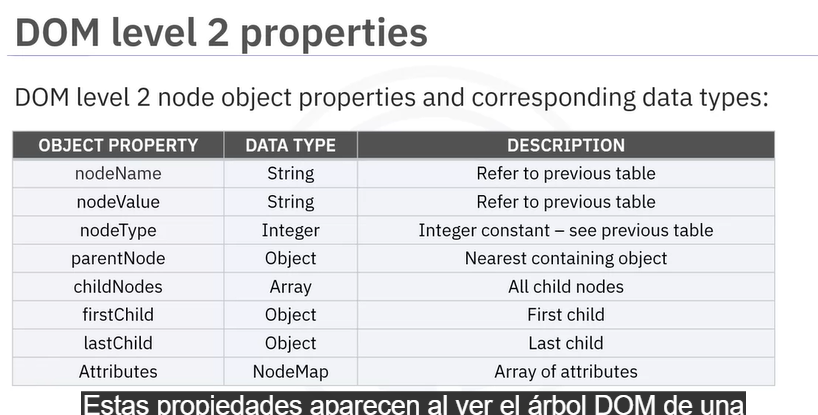 DOM level 2 properties
DOM level 2 node object properties and corresponding data types:
OBJECT PROPERTY DATA TYPE DESCRIPTION
nodeName String Refer to previous table
nodeValue String Refer to previous table
nodeType Integer Integer constant – see previous table
parentNode Object Nearest containing object
childNodes Array All child nodes
firstChild Object First child
lastChild Object Last child
Attributes NodeMap Array of attributes
Estas propiedades aparecen al ver el árbol DOM de una